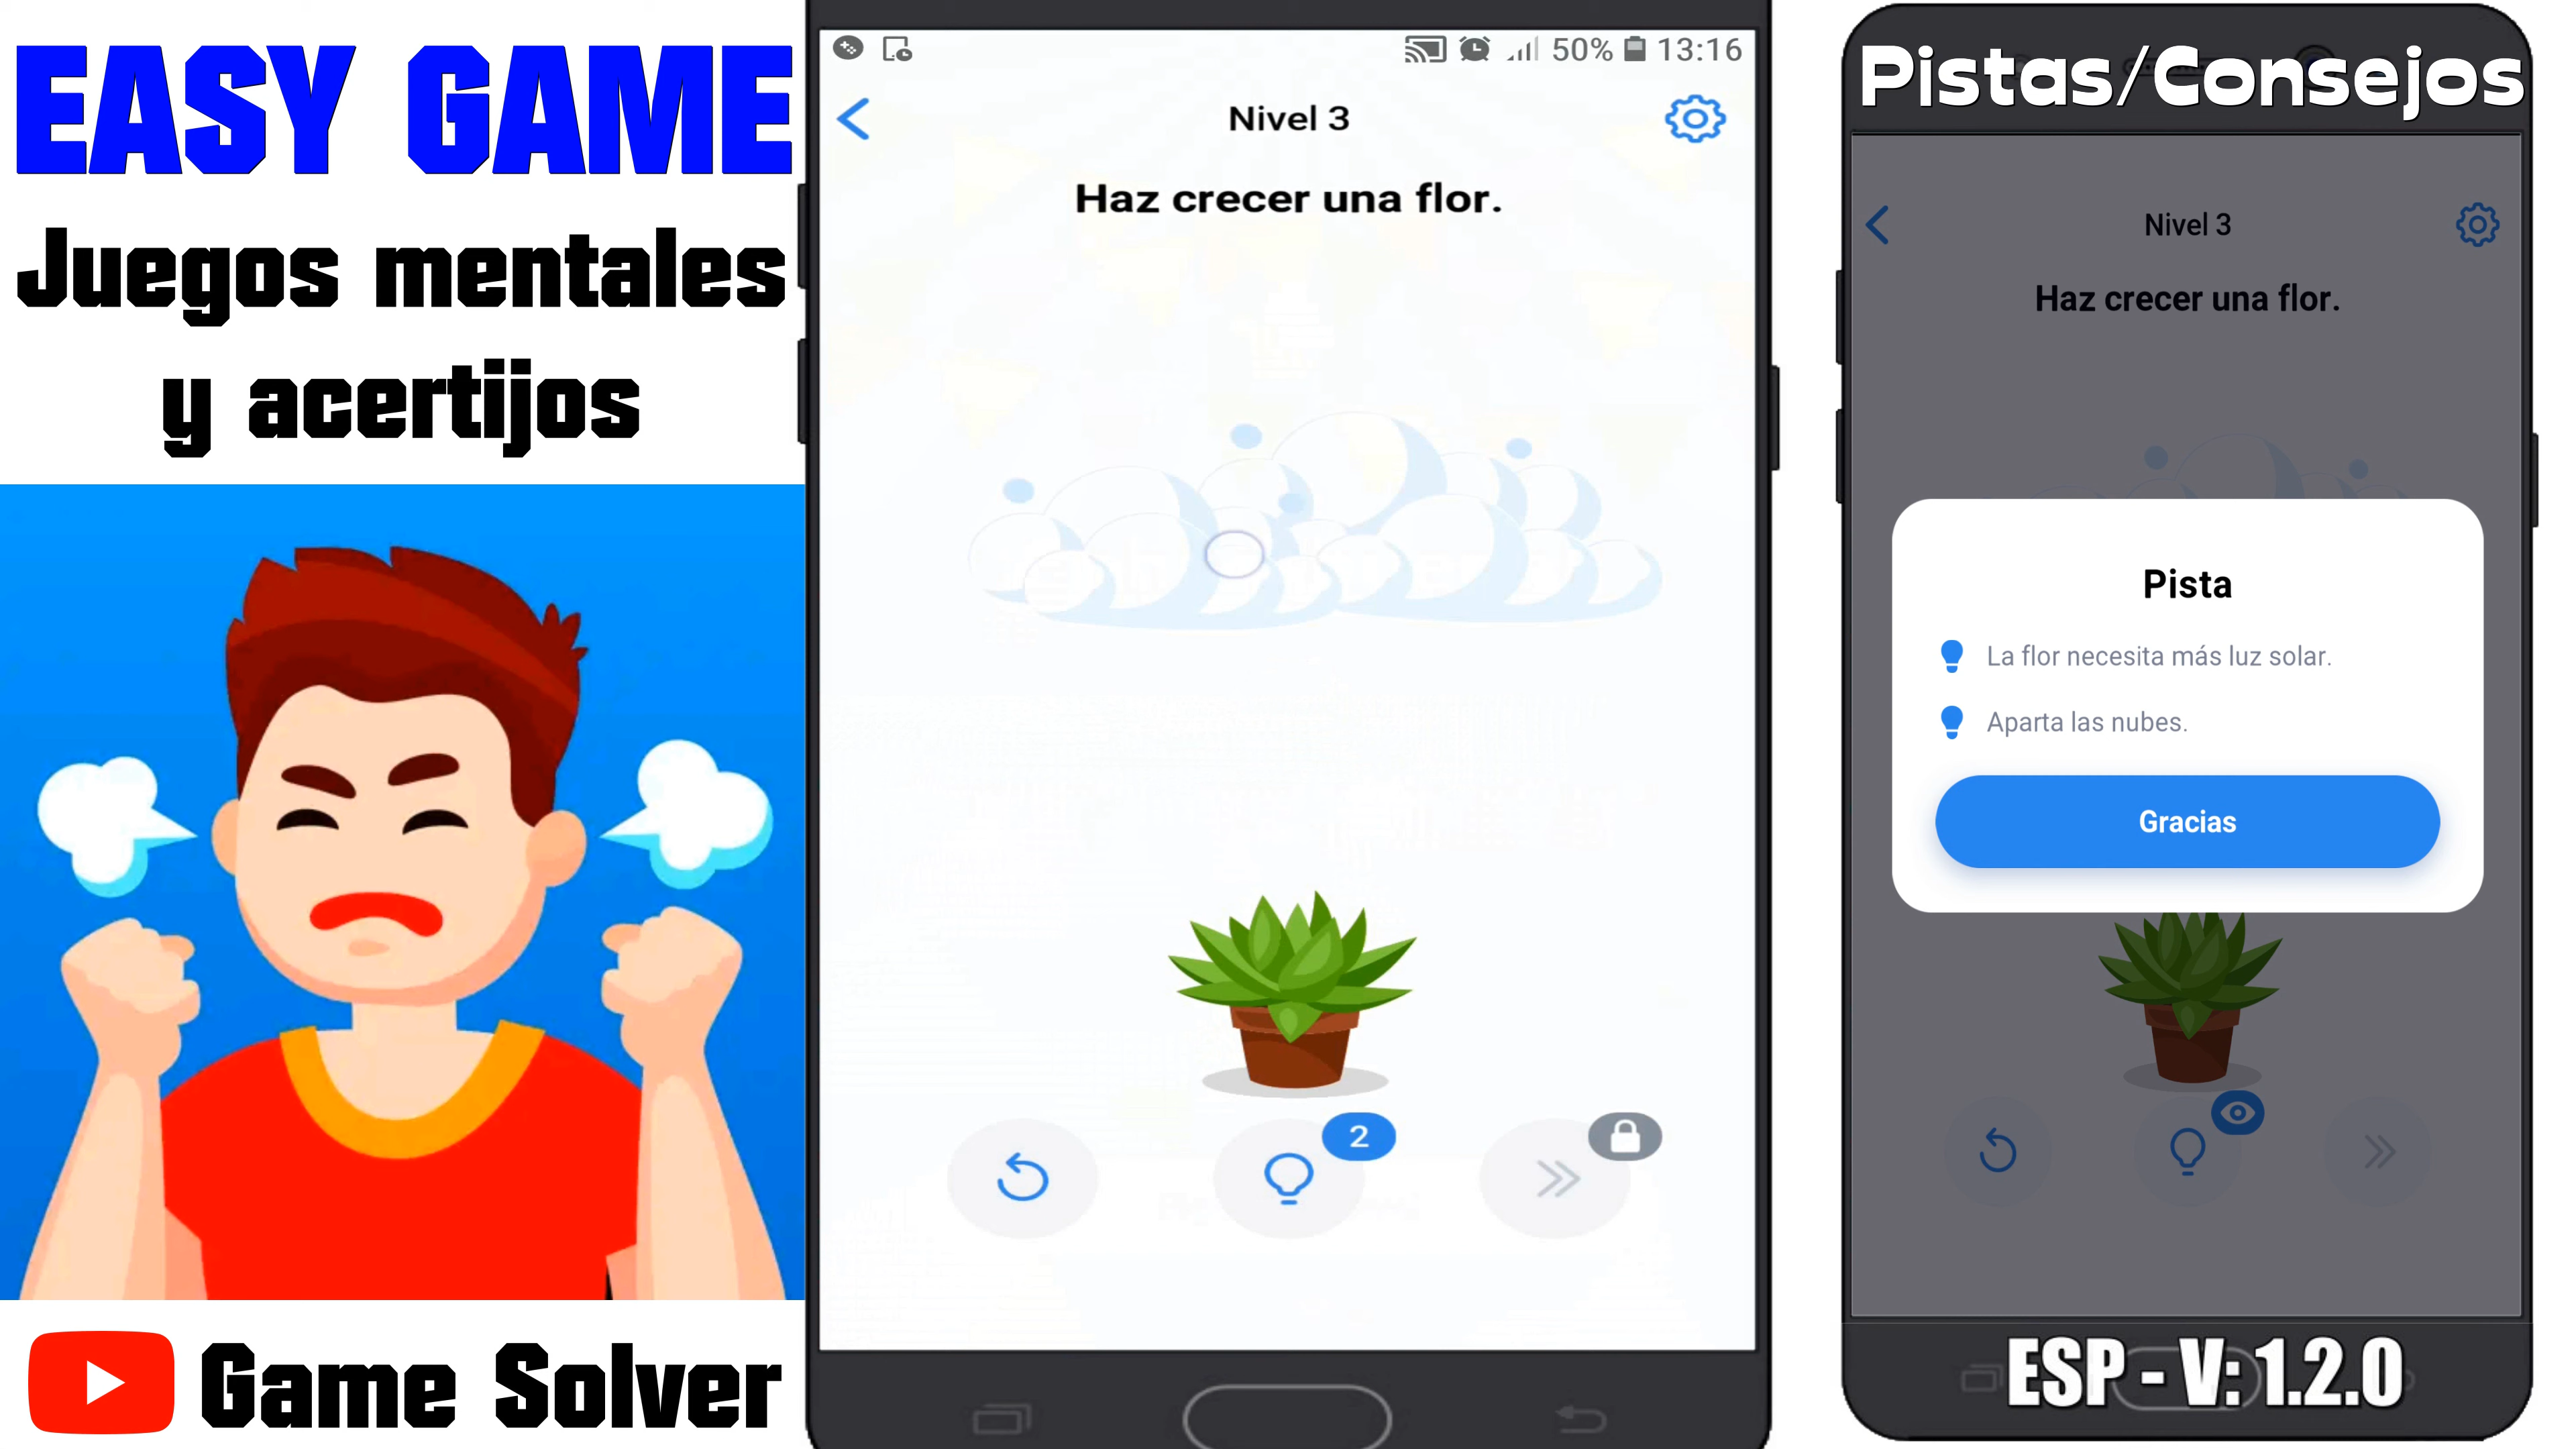 EASY GAME
Juegos mentales
y acertijos
Game Solver
50% 13:16
Nivel 3
Haz crecer una flor.
2
Pistas/Consejos
Nivel 3
Haz crecer una flor.
Pista
La flor necesita más luz solar.
Aparta las nubes.
Gracias
ESP - V: 1.2.0